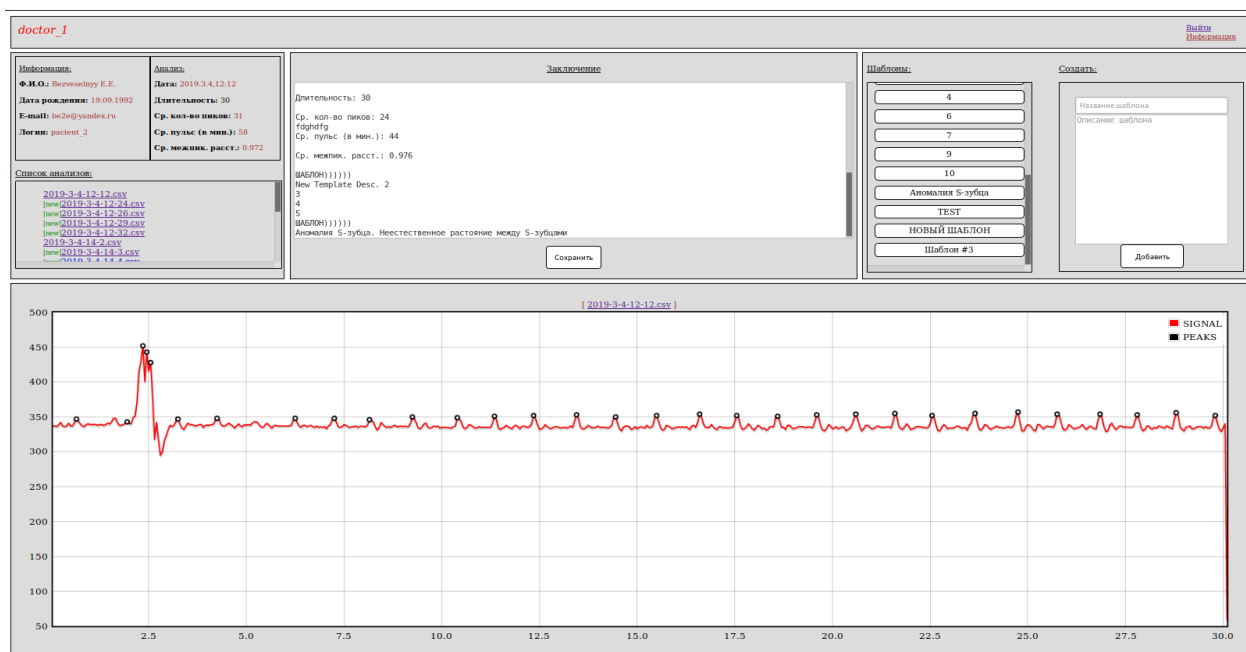 doctor_1
Выйти
Информация
Информация:
Ф.И.О.: Bezveselnyy E.E.
Дата рождения: 19.09.1992
E-mail: be2e@yandex.ru
Логин: pacient_2
Анализ:
Дата: 2019.3.4,12:12
Длительность: 30
Ср. кол-во пиков: 31
Ср. пульс (в мин.): 58
Ср. межпик. расст.: 0.972
Список анализов:
2019-3-4-12-12.csv
[new]2019-3-4-12-24.csv
[new]2019-3-4-12-26.csv
[new]2019-3-4-12-29.csv
[new]2019-3-4-12-32.csv
2019-3-4-14-2.csv
[new]2019-3-4-14-3.csv
[new]2019-3-4-14-4.csv
Заключение
Длительность: 30
Ср. кол-во пиков: 24
fdghdfg
Ср. пульс (в мин.): 44
Ср. межпик. расст.: 0.976
ШАБЛОН))))))
New Template Desc. 2
3
4
5
ШАБЛОН))))))
Аномалия S-зубца. Неестественное растояние между S-зубцами
Сохранить
Шаблоны:
4
6
7
9
10
Аномалия S-зубца
TEST
НОВЫЙ ШАБЛОН
Шаблон #3
Создать:
Название шаблона
Описание шаблона
Добавить
[ 2019-3-4-12-12.csv ]
SIGNAL
PEAKS
500
450
400
350
300
250
200
150
100
50
2.5 5.0 7.5 10.0 12.5 15.0 17.5 20.0 22.5 25.0 27.5 30.0